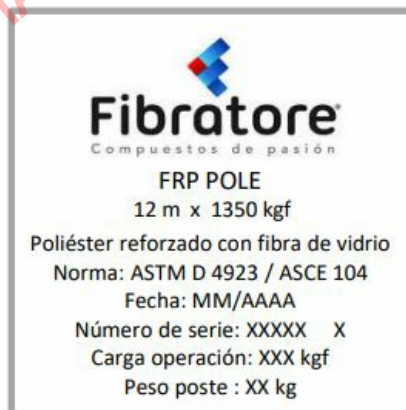 Fibratore
Compuestos de pasión
FRP POLE
12 m x 1350 kgf
Poliéster reforzado con fibra de vidrio
Norma: ASTM D 4923 / ASCE 104
Fecha: MM/AAAA
Número de serie: XXXXX X
Carga operación: XXX kgf
Peso poste : XX kg